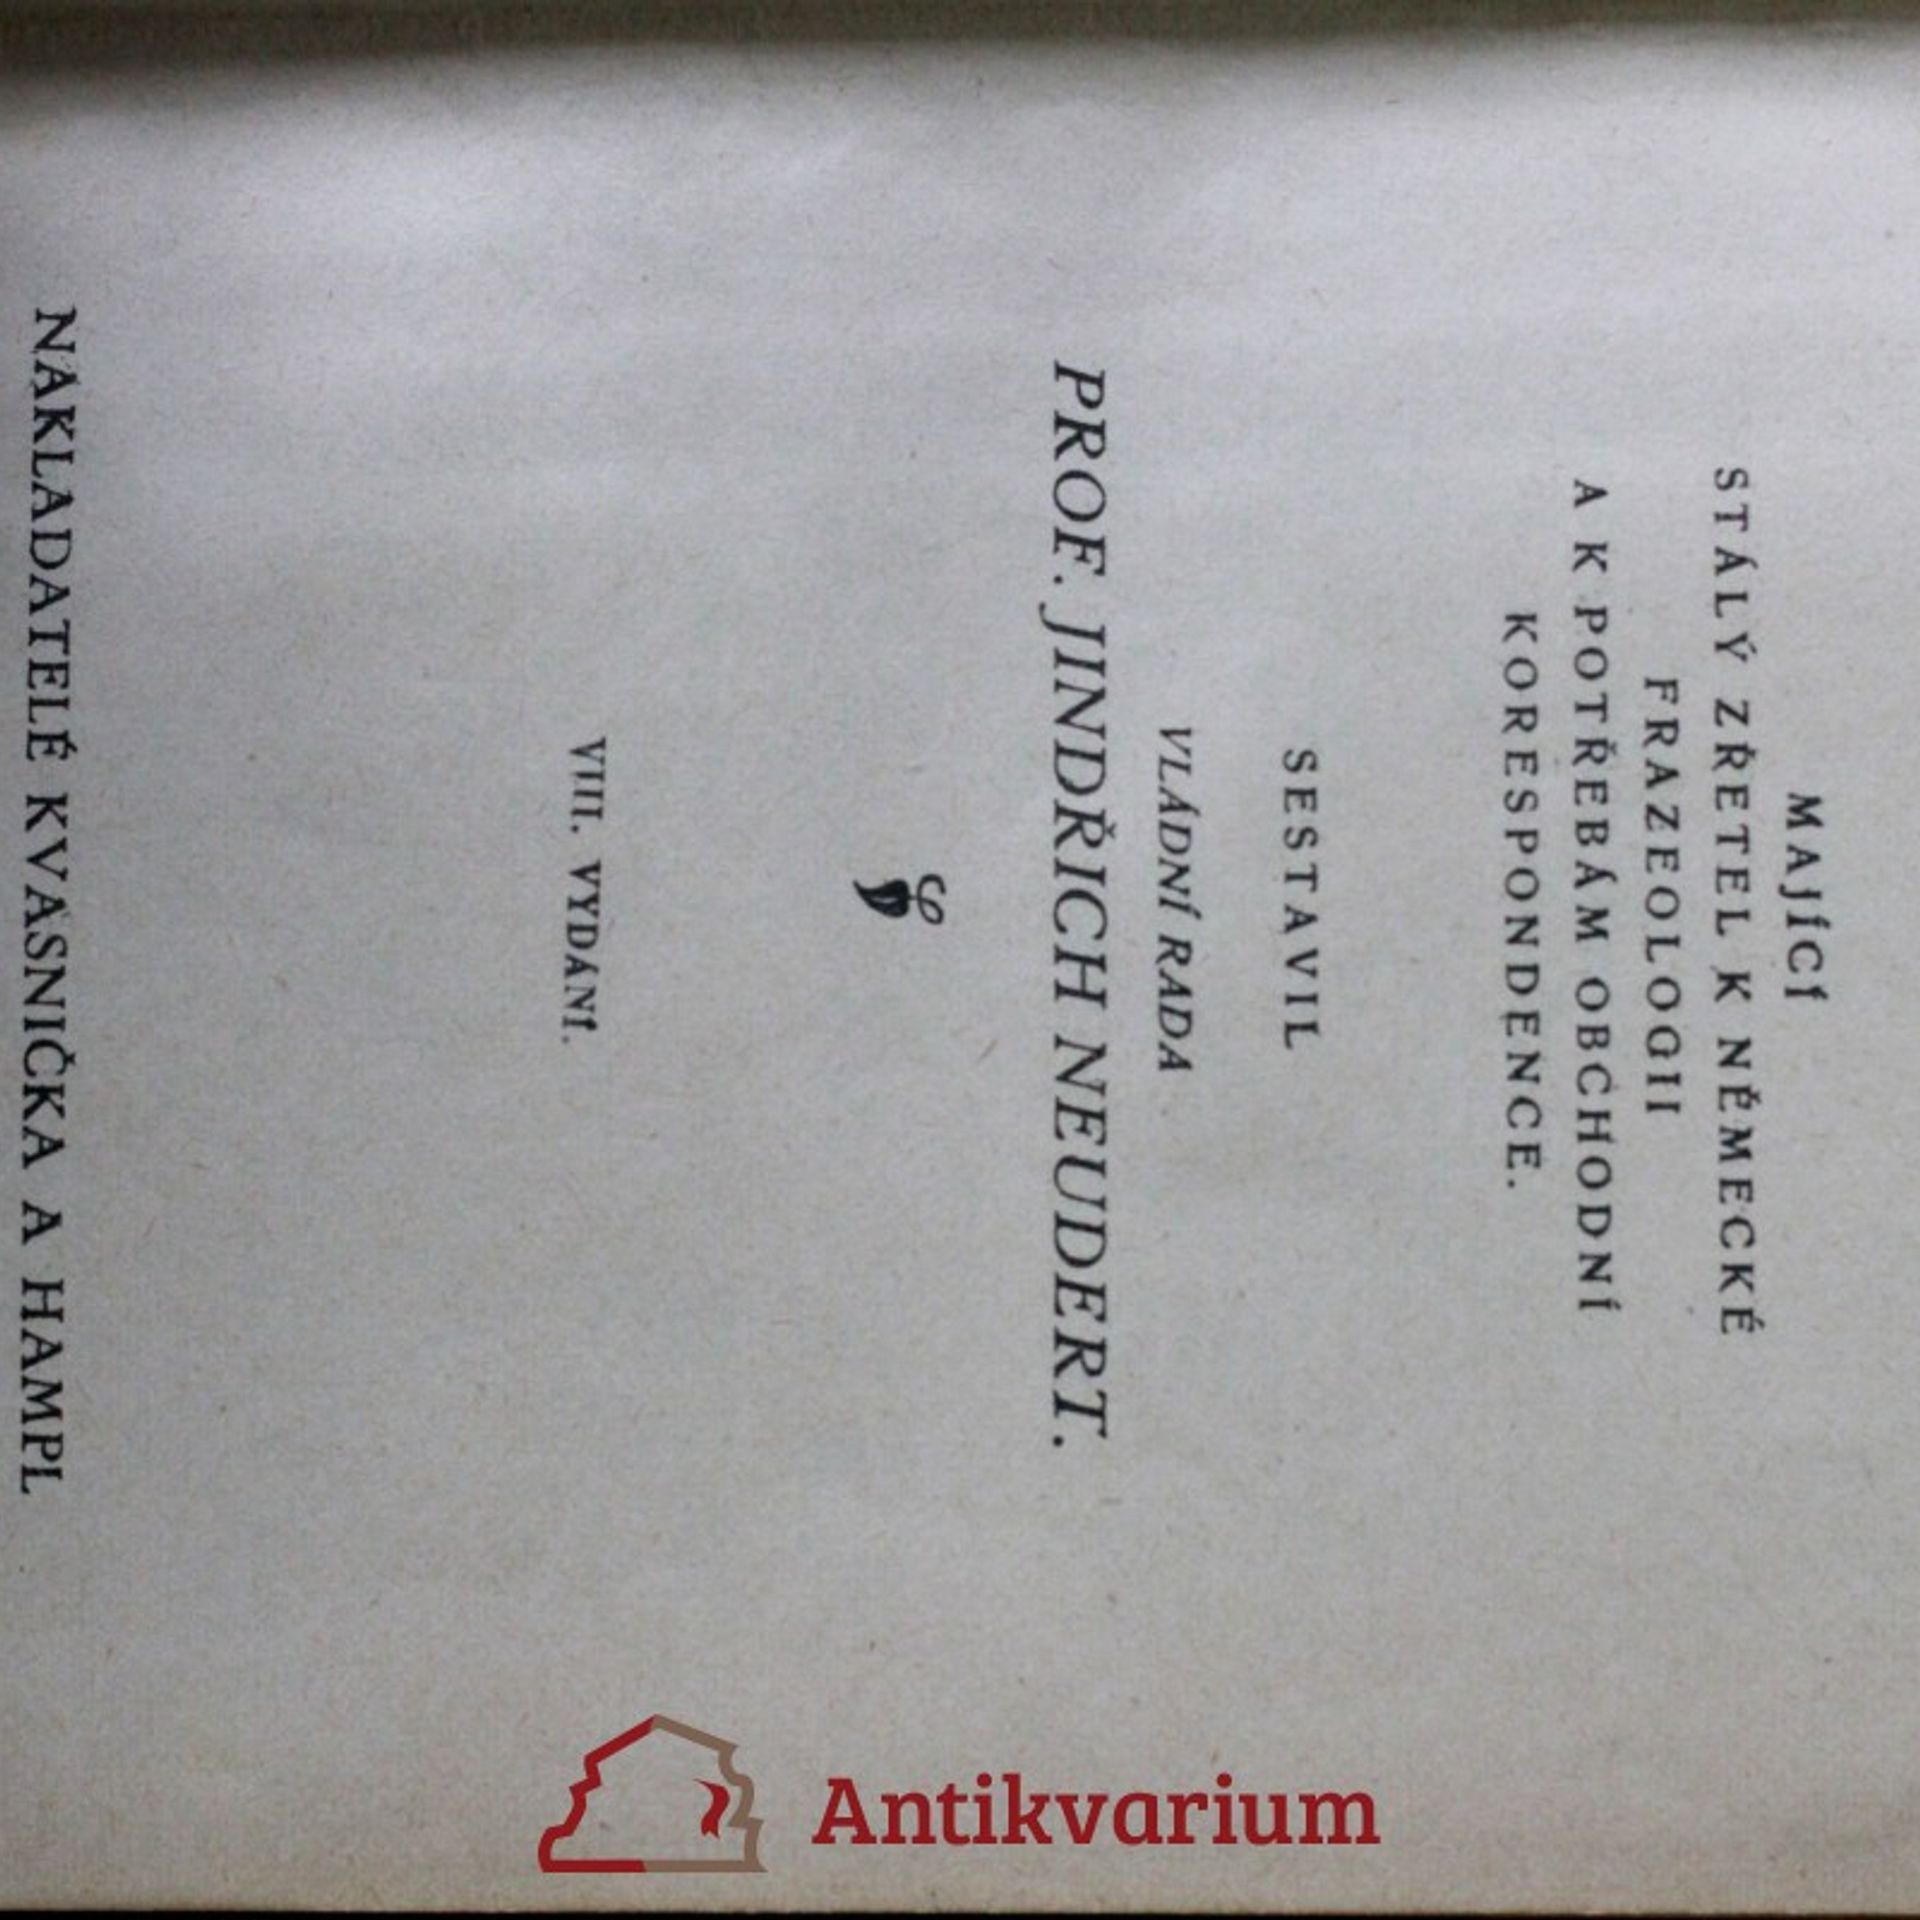 MAJÍCÍ
STÁLÝ ZŘETEL K NĚMECKÉ
FRAZEOLOGII
A K POTŘEBÁM OBCHODNÍ
KORESPONDENCE.
SESTAVIL
VLÁDNÍ RADA
PROF. JINDŘICH NEUDERT.
VIII. VYDÁNÍ.
NAKLADATELÉ KVASNIČKA A HAMPL
Antikvarium